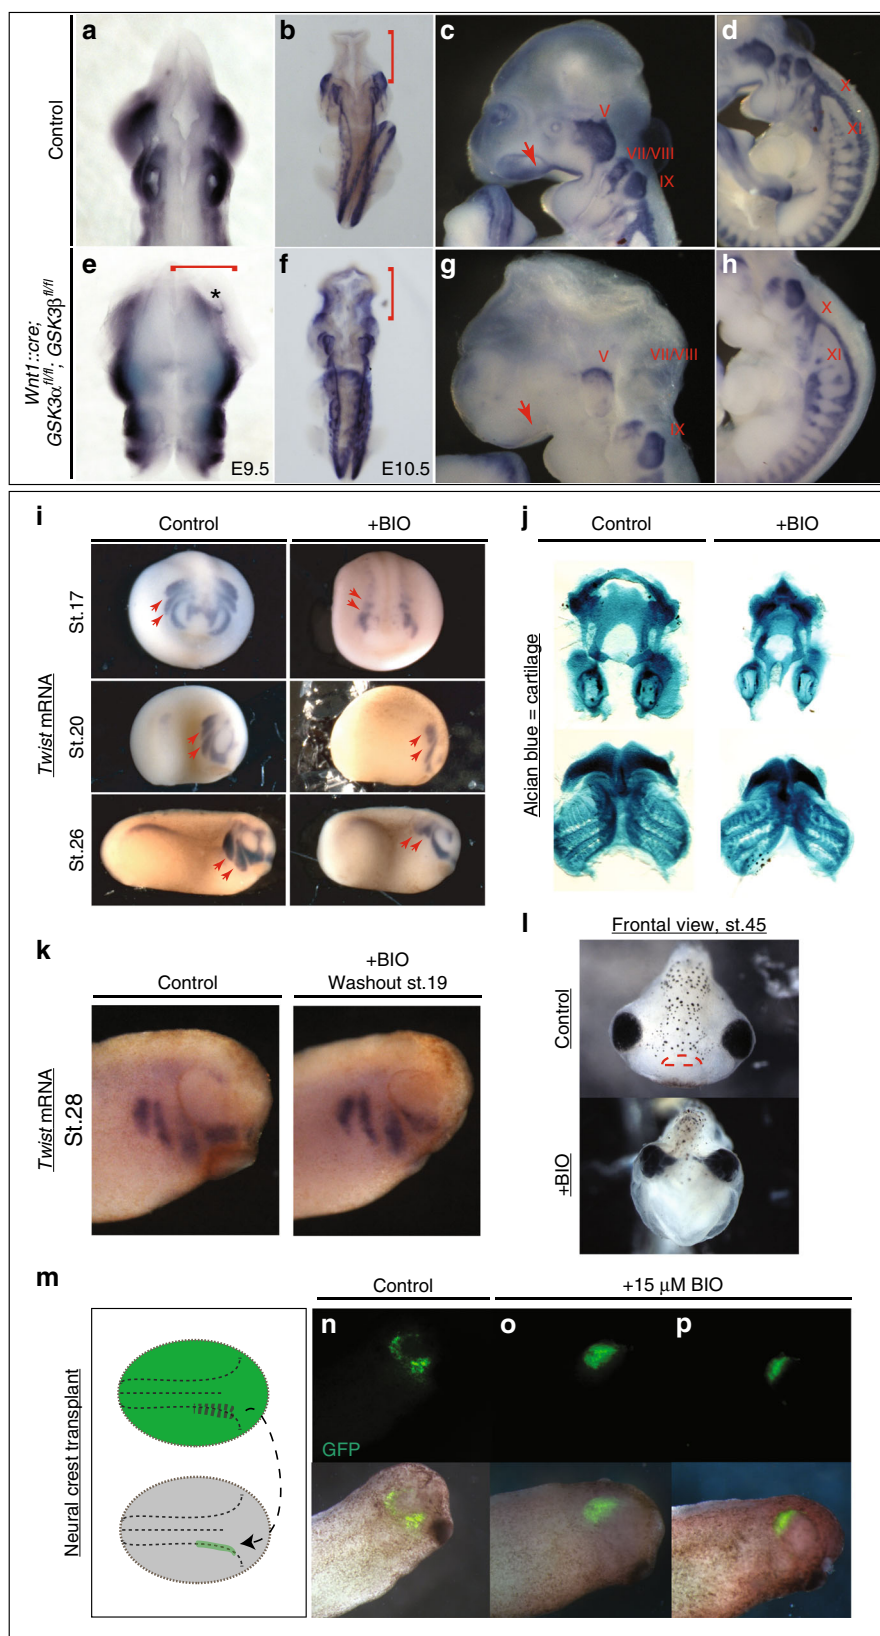 a b c d
Control
V
VII/VIII
IX
X
XI
e f g h
Wnt1::cre;
GSK3α fl/fl; GSK3β fl/fl
*
E9.5
E10.5
V
VII/VIII
IX
X
XI
i
Control +BIO
St.17
St.20
St.26
Twist mRNA
j
Control +BIO
Alcian blue = cartilage
k
Control
+BIO
Washout st.19
Twist mRNA
St.28
l
Frontal view, st.45
Control
+BIO
m
Control +15 μM BIO
Neural crest transplant
n o p
GFP